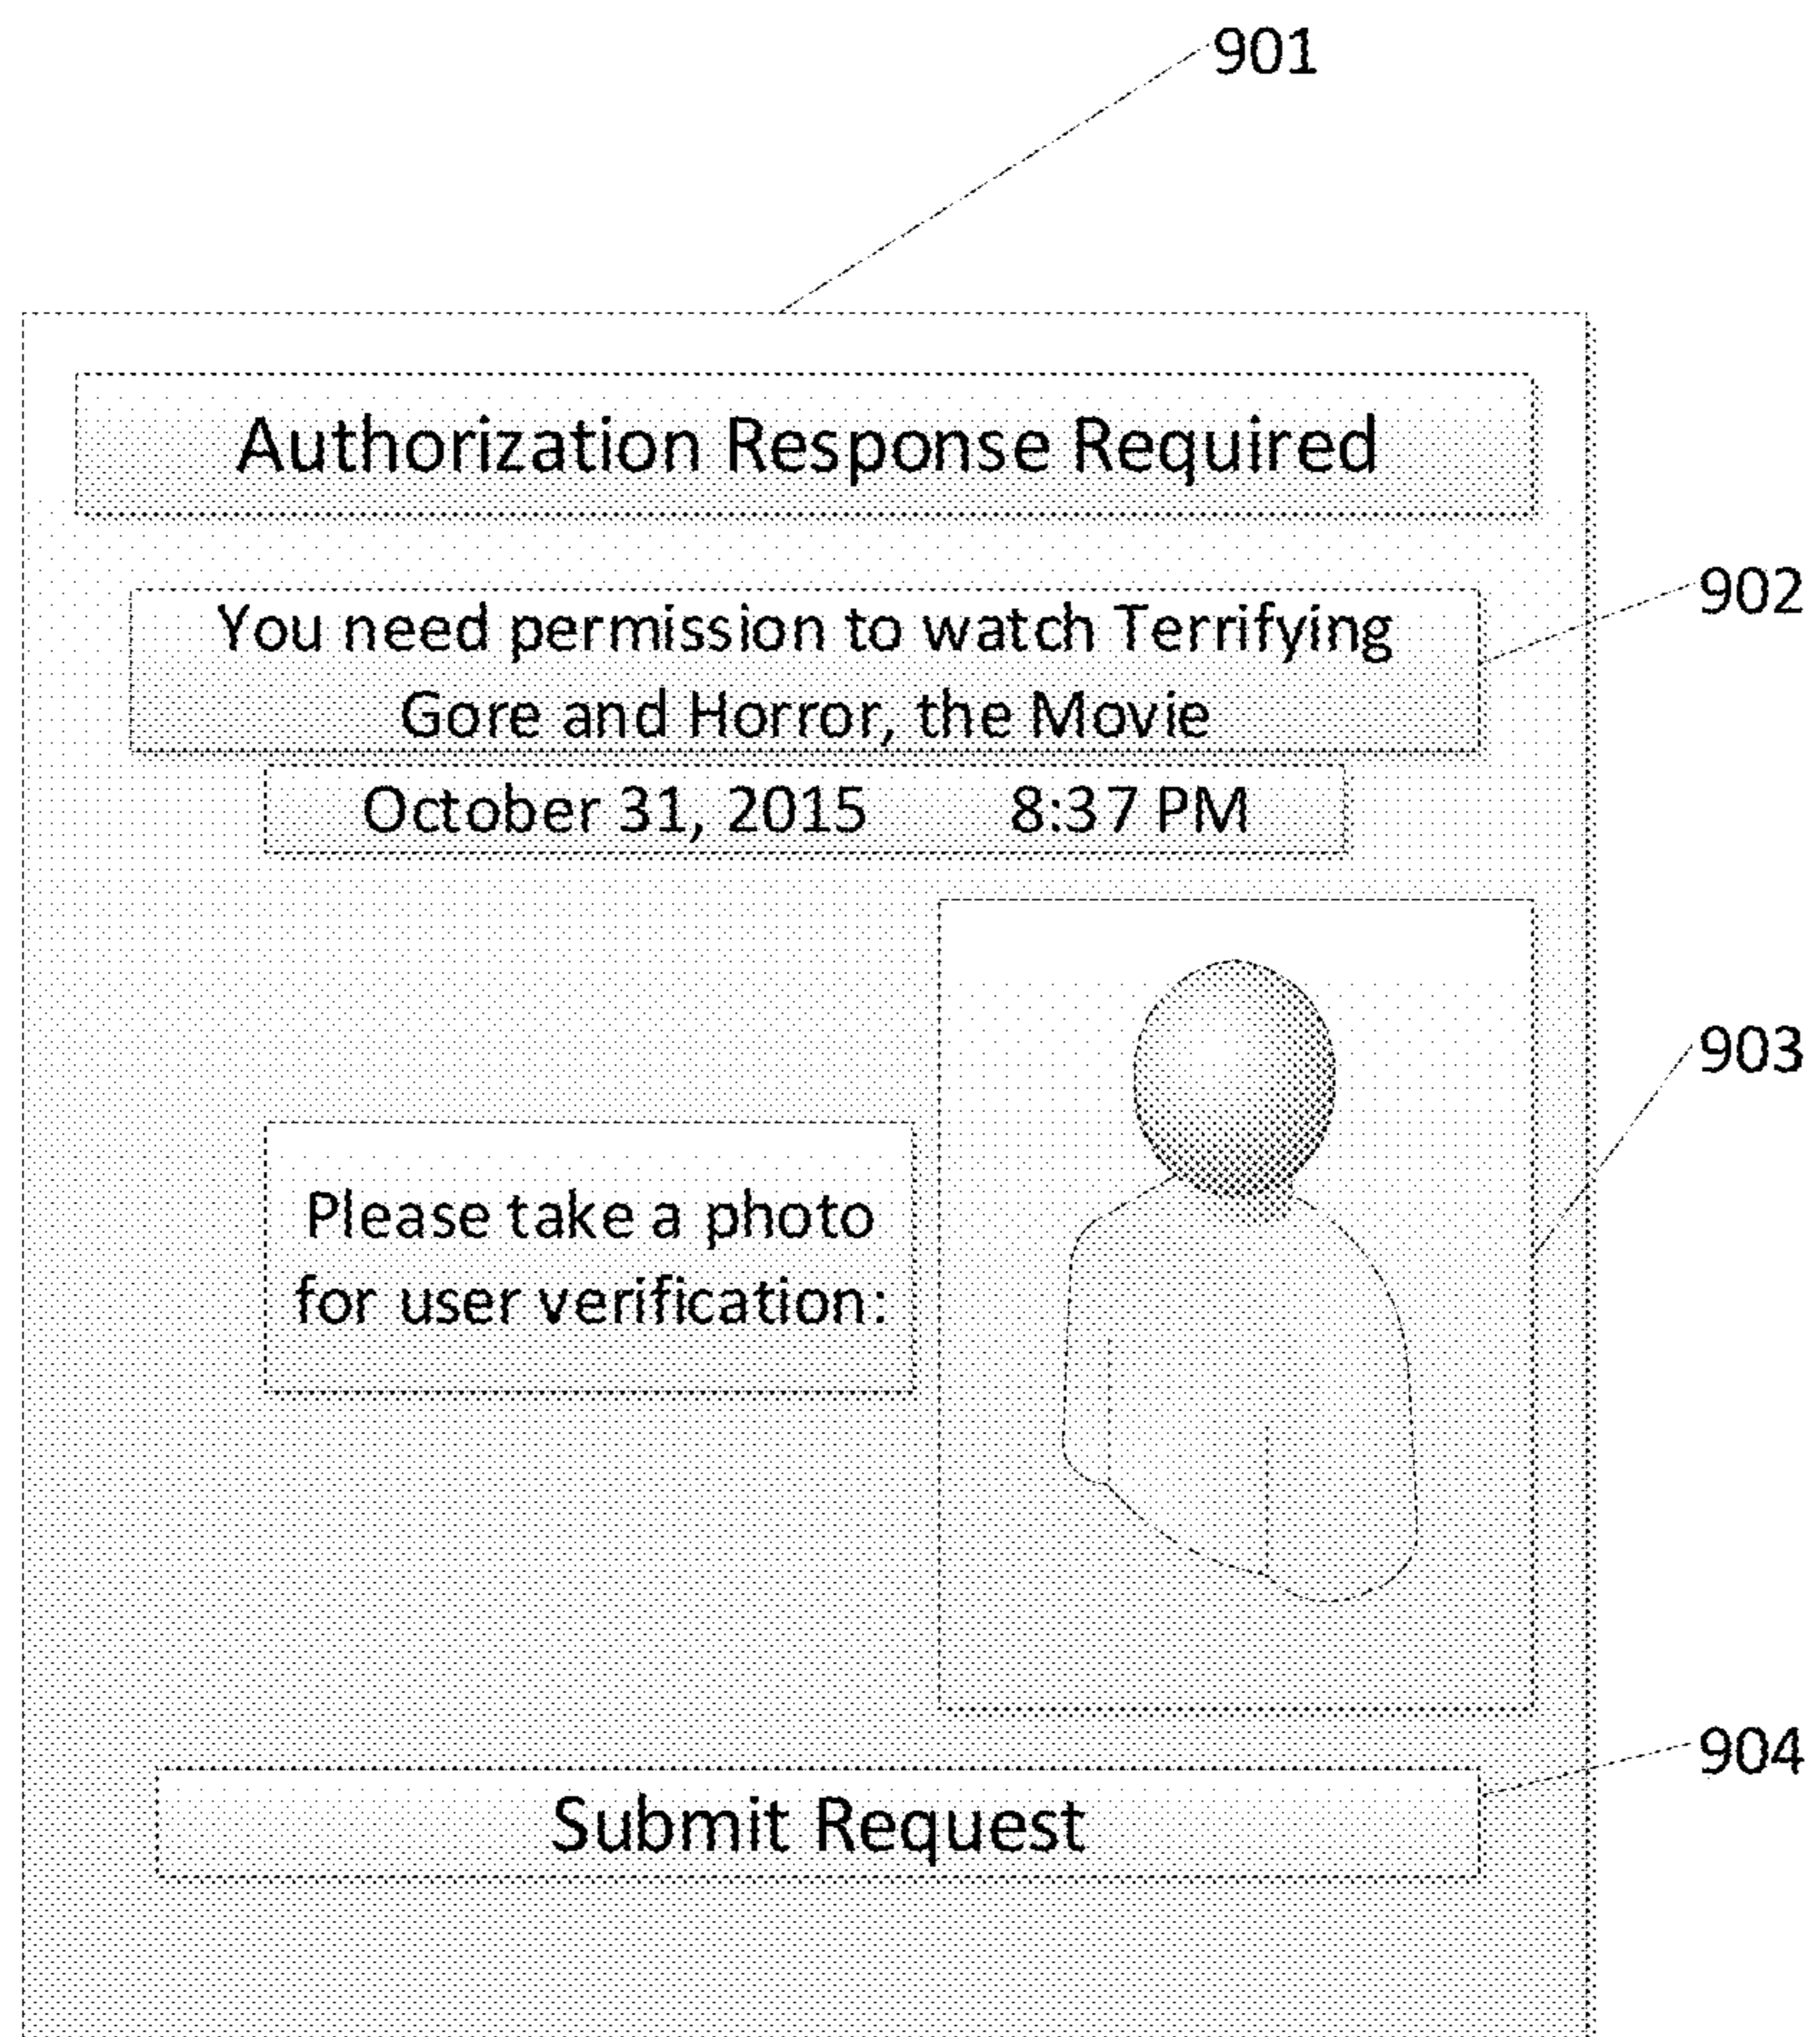 901
Authorization Response Required
902
You need permission to watch Terrifying
Gore and Horror, the Movie
October 31, 2015 8:37 PM
903
Please take a photo
for user verification:
904
Submit Request